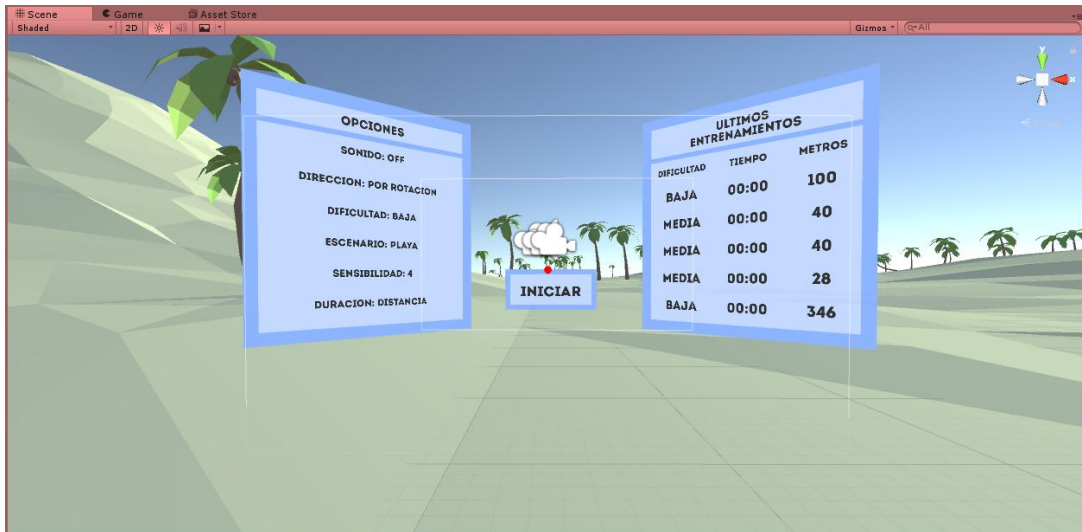 Scene
Game
Asset Store
Shaded
2D
Gizmos
All
y
x
OPCIONES
SONIDO: OFF
DIRECCION: POR ROTACION
DIFICULTAD: BAJA
ESCENARIO: PLAYA
SENSIBILIDAD: 4
DURACION: DISTANCIA
INICIAR
ULTIMOS
ENTRENAMIENTOS
DIFICULTAD TIEMPO METROS
BAJA 00:00 100
MEDIA 00:00 40
MEDIA 00:00 40
MEDIA 00:00 28
BAJA 00:00 346